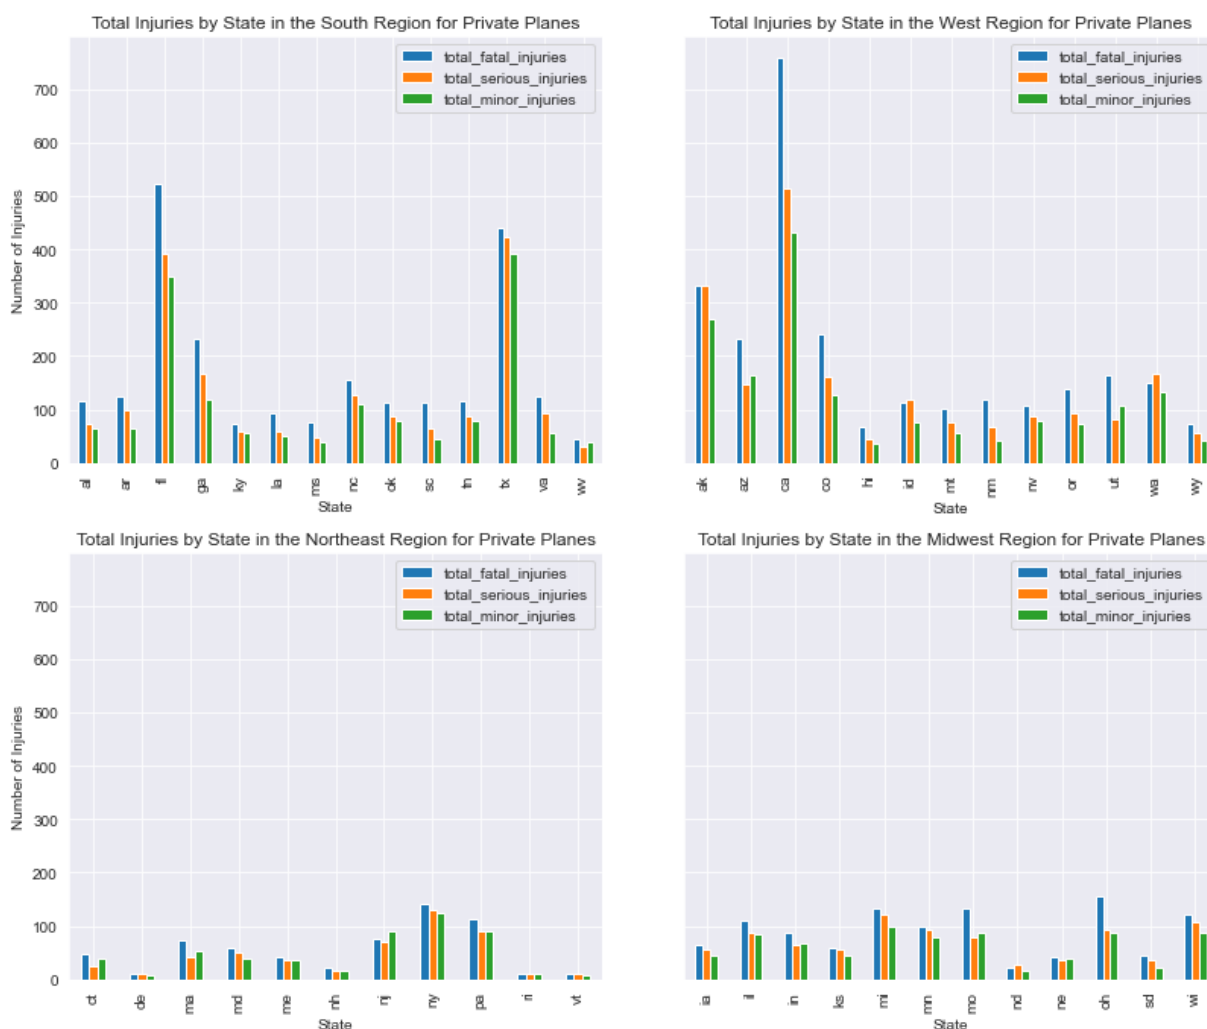 Total Injuries by State in the South Region for Private Planes
total_fatal_injuries
total_serious_injuries
total_minor_injuries
700
600
500
400
300
200
100
0
Number of Injuries
al ar fl ga ky la ms nc ok sc tn tx va wv
State
Total Injuries by State in the West Region for Private Planes
total_fatal_injuries
total_serious_injuries
total_minor_injuries
ak az ca co hi id mt nm nv or ut wa wy
State
Total Injuries by State in the Northeast Region for Private Planes
total_fatal_injuries
total_serious_injuries
total_minor_injuries
700
600
500
400
300
200
100
0
Number of Injuries
ct de ma md me nh nj ny pa ri vt
State
Total Injuries by State in the Midwest Region for Private Planes
total_fatal_injuries
total_serious_injuries
total_minor_injuries
ia il in ks mi mn mo nd ne oh sd wi
State